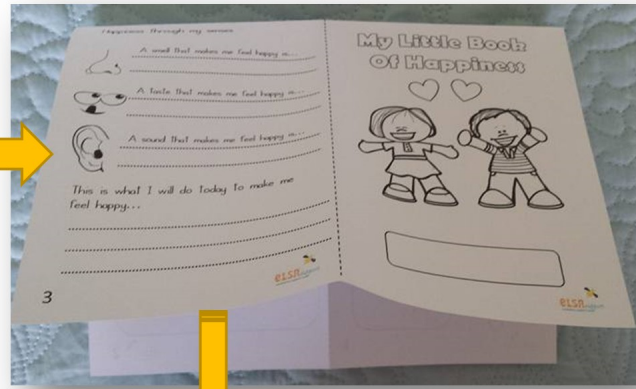 Happiness through my senses
A smell that makes me feel happy is...
A taste that makes me feel happy is...
A sound that makes me feel happy is...
This is what I will do today to make me
feel happy...
3
ELSA support
My Little Book
Of Happiness
ELSA support